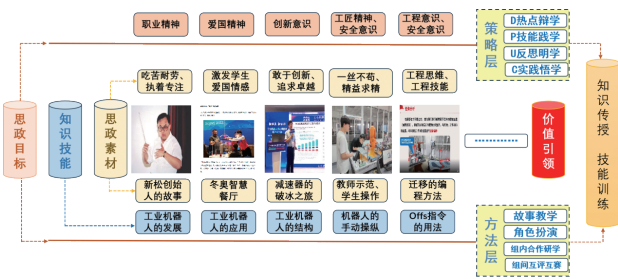 职业精神
爱国精神
创新意识
工匠精神、
安全意识
工程意识、
安全意识
策略层
D热点辩学
P技能践学
U反思明学
C实践悟学
吃苦耐劳、
执着专注
激发学生
爱国情感
敢于创新、
追求卓越
一丝不苟、
精益求精
工程思维、
工程技能
思政目标
知识技能
思政素材
价值引领
知识传授 技能训练
新松创始
人的故事
冬奥智慧
餐厅
减速器的
破冰之旅
教师示范、
学生操作
迁移的编
程方法
工业机器
人的发展
工业机器
人的应用
工业机器
人的结构
机器人的
手动操纵
Offs指令
的用法
方法层
故事教学
角色扮演
组内合作研学
组间互评互赛